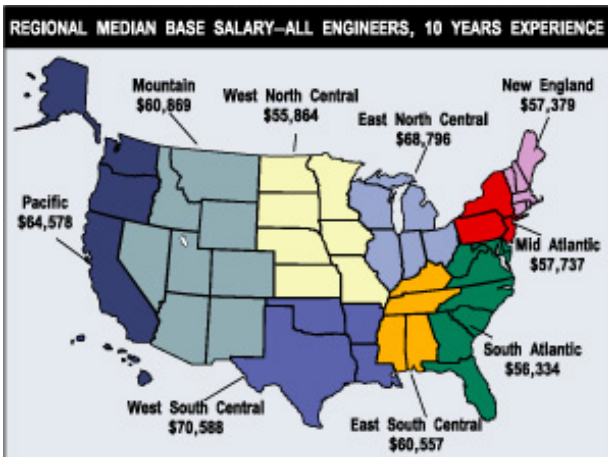 REGIONAL MEDIAN BASE SALARY—ALL ENGINEERS, 10 YEARS EXPERIENCE
Mountain
$60,869
West North Central
$55,864
East North Central
$68,796
New England
$57,379
Pacific
$64,578
Mid Atlantic
$57,737
South Atlantic
$56,334
West South Central
$70,588
East South Central
$60,557